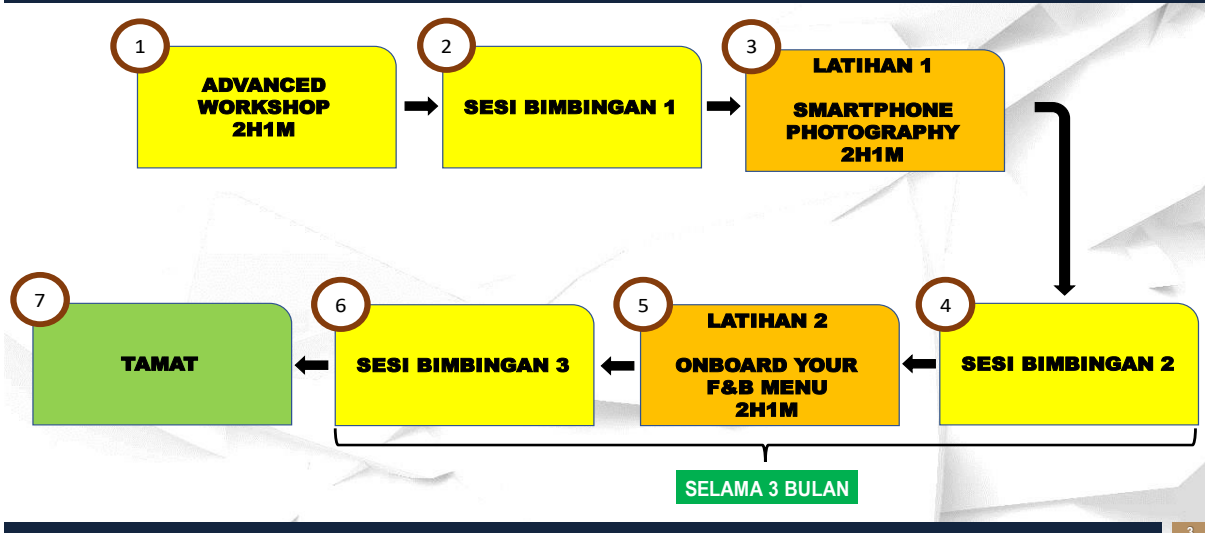 1
ADVANCED
WORKSHOP
2H1M
2
SESI BIMBINGAN 1
3
LATIHAN 1
SMARTPHONE
PHOTOGRAPHY
2H1M
4
SESI BIMBINGAN 2
5
LATIHAN 2
ONBOARD YOUR
F&B MENU
2H1M
6
SESI BIMBINGAN 3
7
TAMAT
SELAMA 3 BULAN
3